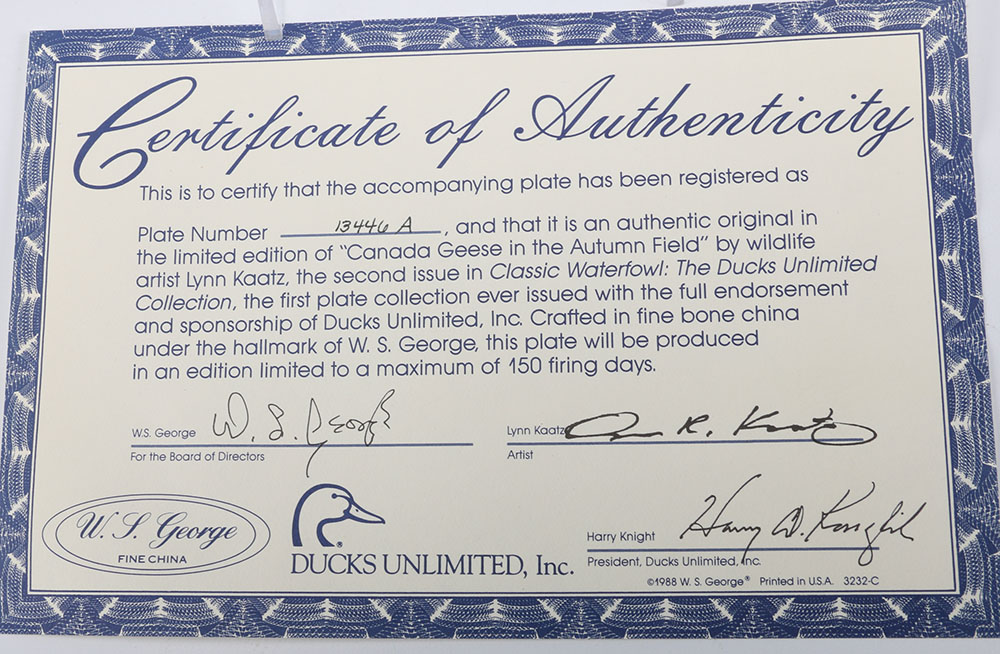 Certificate of Authenticity
This is to certify that the accompanying plate has been registered as
Plate Number 13446 A, and that it is an authentic original in
the limited edition of "Canada Geese in the Autumn Field" by wildlife
artist Lynn Kaatz, the second issue in Classic Waterfowl: The Ducks Unlimited
Collection, the first plate collection ever issued with the full endorsement
and sponsorship of Ducks Unlimited, Inc. Crafted in fine bone china
under the hallmark of W. S. George, this plate will be produced
in an edition limited to a maximum of 150 firing days.
W.S. George W. S. George
For the Board of Directors
Lynn Kaatz R. Kaatz
Artist
W. S. George
FINE CHINA
DUCKS UNLIMITED, Inc.
Harry Knight Harry D. Knight
President, Ducks Unlimited, Inc.
©1988 W. S. George® Printed in U.S.A. 3232-C